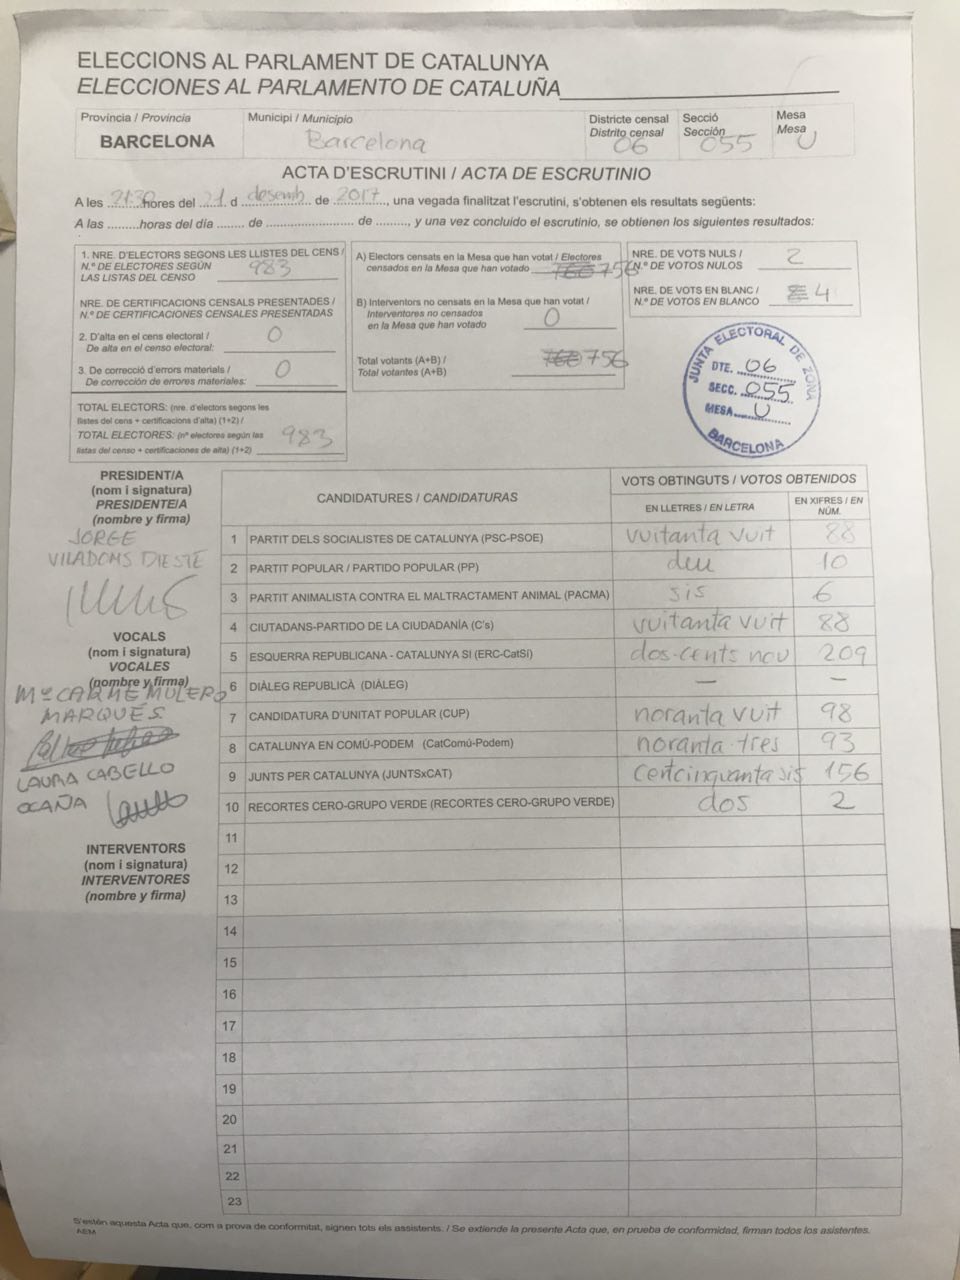 ELECCIONS AL PARLAMENT DE CATALUNYA
ELECCIONES AL PARLAMENTO DE CATALUÑA
Provincia / Provincia
BARCELONA
Municipi / Municipio
Barcelona
Districte censal
Distrito censal
06
Secció
Sección
055
Mesa
Mesa
U
ACTA D'ESCRUTINI / ACTA DE ESCRUTINIO
A les 21:30 hores del 21 d desemb de 2017, una vegada finalitzat l'escrutini, s'obtenen els resultats següents:
A las .........horas del día ...... de ........................ de .........., y una vez concluido el escrutinio, se obtienen los siguientes resultados:
1. NRE. D'ELECTORS SEGONS LES LLISTES DEL CENS /
N.º DE ELECTORES SEGÚN
LAS LISTAS DEL CENSO 983
NRE. DE CERTIFICACIONS CENSALS PRESENTADES /
N.º DE CERTIFICACIONES CENSALES PRESENTADAS
2. D'alta en el cens electoral /
De alta en el censo electoral: 0
3. De correcció d'errors materials /
De corrección de errores materiales: 0
TOTAL ELECTORS: (nre. d'electors segons les
llistes del cens + certificacions d'alta) (1+2) /
TOTAL ELECTORES: (nº electores según las
listas del censo + certificaciones de alta) (1+2) 983
A) Electors censats en la Mesa que han votat / Electores
censados en la Mesa que han votado 756
B) Interventors no censats en la Mesa que han votat /
Interventores no censados
en la Mesa que han votado 0
Total votants (A+B) /
Total votantes (A+B) 756
NRE. DE VOTS NULS /
N.º DE VOTOS NULOS 2
NRE. DE VOTS EN BLANC /
N.º DE VOTOS EN BLANCO 4
JUNTA ELECTORAL DE ZONA
DTE. 06
SECC. 055
MESA U
BARCELONA
PRESIDENT/A
(nom i signatura)
PRESIDENTE/A
(nombre y firma)
JORGE
VILADOMS DIESTE
VOCALS
(nom i signatura)
VOCALES
(nombre y firma)
Mª CARME MULERO
MARQUÉS
LAURA CABELLO
OCAÑA
INTERVENTORS
(nom i signatura)
INTERVENTORES
(nombre y firma)
CANDIDATURES / CANDIDATURAS
VOTS OBTINGUTS / VOTOS OBTENIDOS
EN LLETRES / EN LETRA
EN XIFRES / EN
NÚM.
1 PARTIT DELS SOCIALISTES DE CATALUNYA (PSC-PSOE) vuitanta vuit 88
2 PARTIT POPULAR / PARTIDO POPULAR (PP) deu 10
3 PARTIT ANIMALISTA CONTRA EL MALTRACTAMENT ANIMAL (PACMA) sis 6
4 CIUTADANS-PARTIDO DE LA CIUDADANÍA (C's) vuitanta vuit 88
5 ESQUERRA REPUBLICANA - CATALUNYA SI (ERC-CatSí) dos-cents nou 209
6 DIÀLEG REPUBLICÀ (DIÀLEG) — —
7 CANDIDATURA D'UNITAT POPULAR (CUP) noranta vuit 98
8 CATALUNYA EN COMÚ-PODEM (CatComú-Podem) noranta-tres 93
9 JUNTS PER CATALUNYA (JUNTSxCAT) cent cinquanta sis 156
10 RECORTES CERO-GRUPO VERDE (RECORTES CERO-GRUPO VERDE) dos 2
11
12
13
14
15
16
17
18
19
20
21
22
23
S'estén aquesta Acta que, com a prova de conformitat, signen tots els assistents. / Se extiende la presente Acta que, en prueba de conformidad, firman todos los asistentes.
AEM